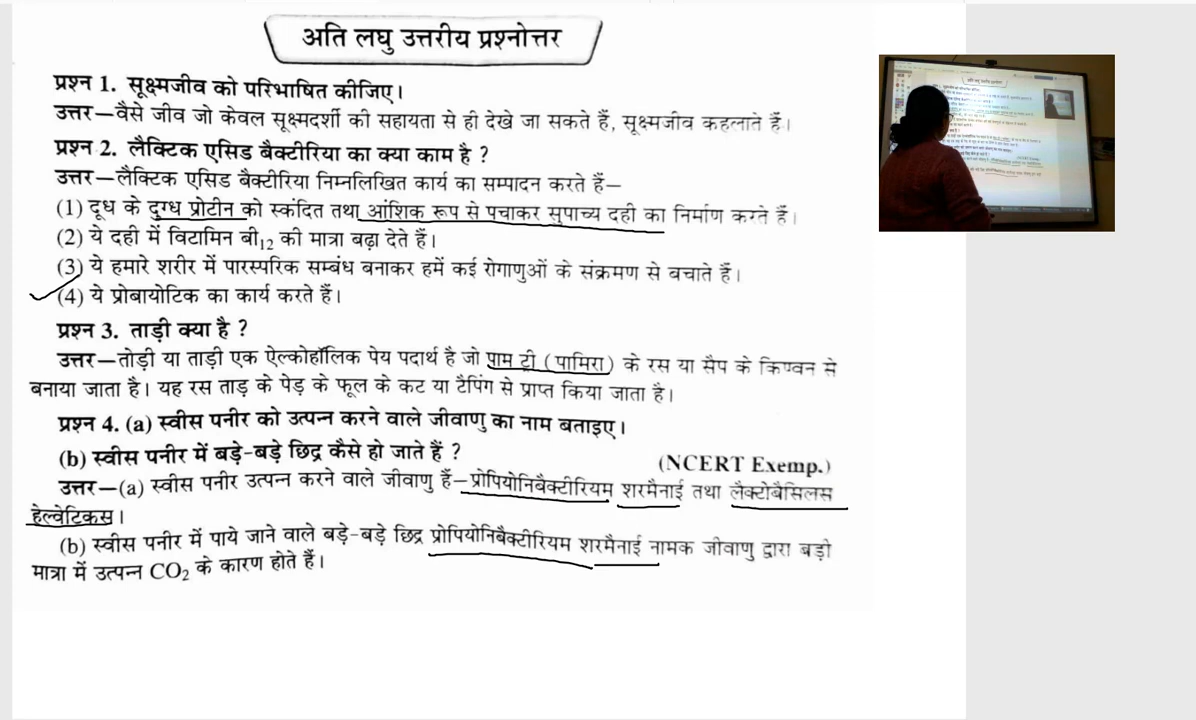 अति लघु उत्तरीय प्रश्नोत्तर
प्रश्न 1. सूक्ष्मजीव को परिभाषित कीजिए।
उत्तर–वैसे जीव जो केवल सूक्ष्मदर्शी की सहायता से ही देखे जा सकते हैं, सूक्ष्मजीव कहलाते हैं।
प्रश्न 2. लैक्टिक एसिड बैक्टीरिया का क्या काम है ?
उत्तर–लैक्टिक एसिड बैक्टीरिया निम्नलिखित कार्य का सम्पादन करते हैं–
(1) दूध के दुग्ध प्रोटीन को स्कंदित तथा आंशिक रूप से पचाकर सुपाच्य दही का निर्माण करते हैं।
(2) ये दही में विटामिन बी₁₂ की मात्रा बढ़ा देते हैं।
(3) ये हमारे शरीर में पारस्परिक सम्बंध बनाकर हमें कई रोगाणुओं के संक्रमण से बचाते हैं।
(4) ये प्रोबायोटिक का कार्य करते हैं।
प्रश्न 3. ताड़ी क्या है ?
उत्तर–तोड़ी या ताड़ी एक ऐल्कोहॉलिक पेय पदार्थ है जो पाम ट्री (पामिरा) के रस या सैप के किण्वन से
बनाया जाता है। यह रस ताड़ के पेड़ के फूल के कट या टैपिंग से प्राप्त किया जाता है।
प्रश्न 4. (a) स्वीस पनीर को उत्पन्न करने वाले जीवाणु का नाम बताइए।
(b) स्वीस पनीर में बड़े-बड़े छिद्र कैसे हो जाते हैं ?
(NCERT Exemp.)
उत्तर–(a) स्वीस पनीर उत्पन्न करने वाले जीवाणु हैं–प्रोपियोनिबैक्टीरियम शरमैनाई तथा लैक्टोबैसिलस
हेल्वेटिकस।
(b) स्वीस पनीर में पाये जाने वाले बड़े-बड़े छिद्र प्रोपियोनिबैक्टीरियम शरमैनाई नामक जीवाणु द्वारा बड़ी
मात्रा में उत्पन्न CO₂ के कारण होते हैं।